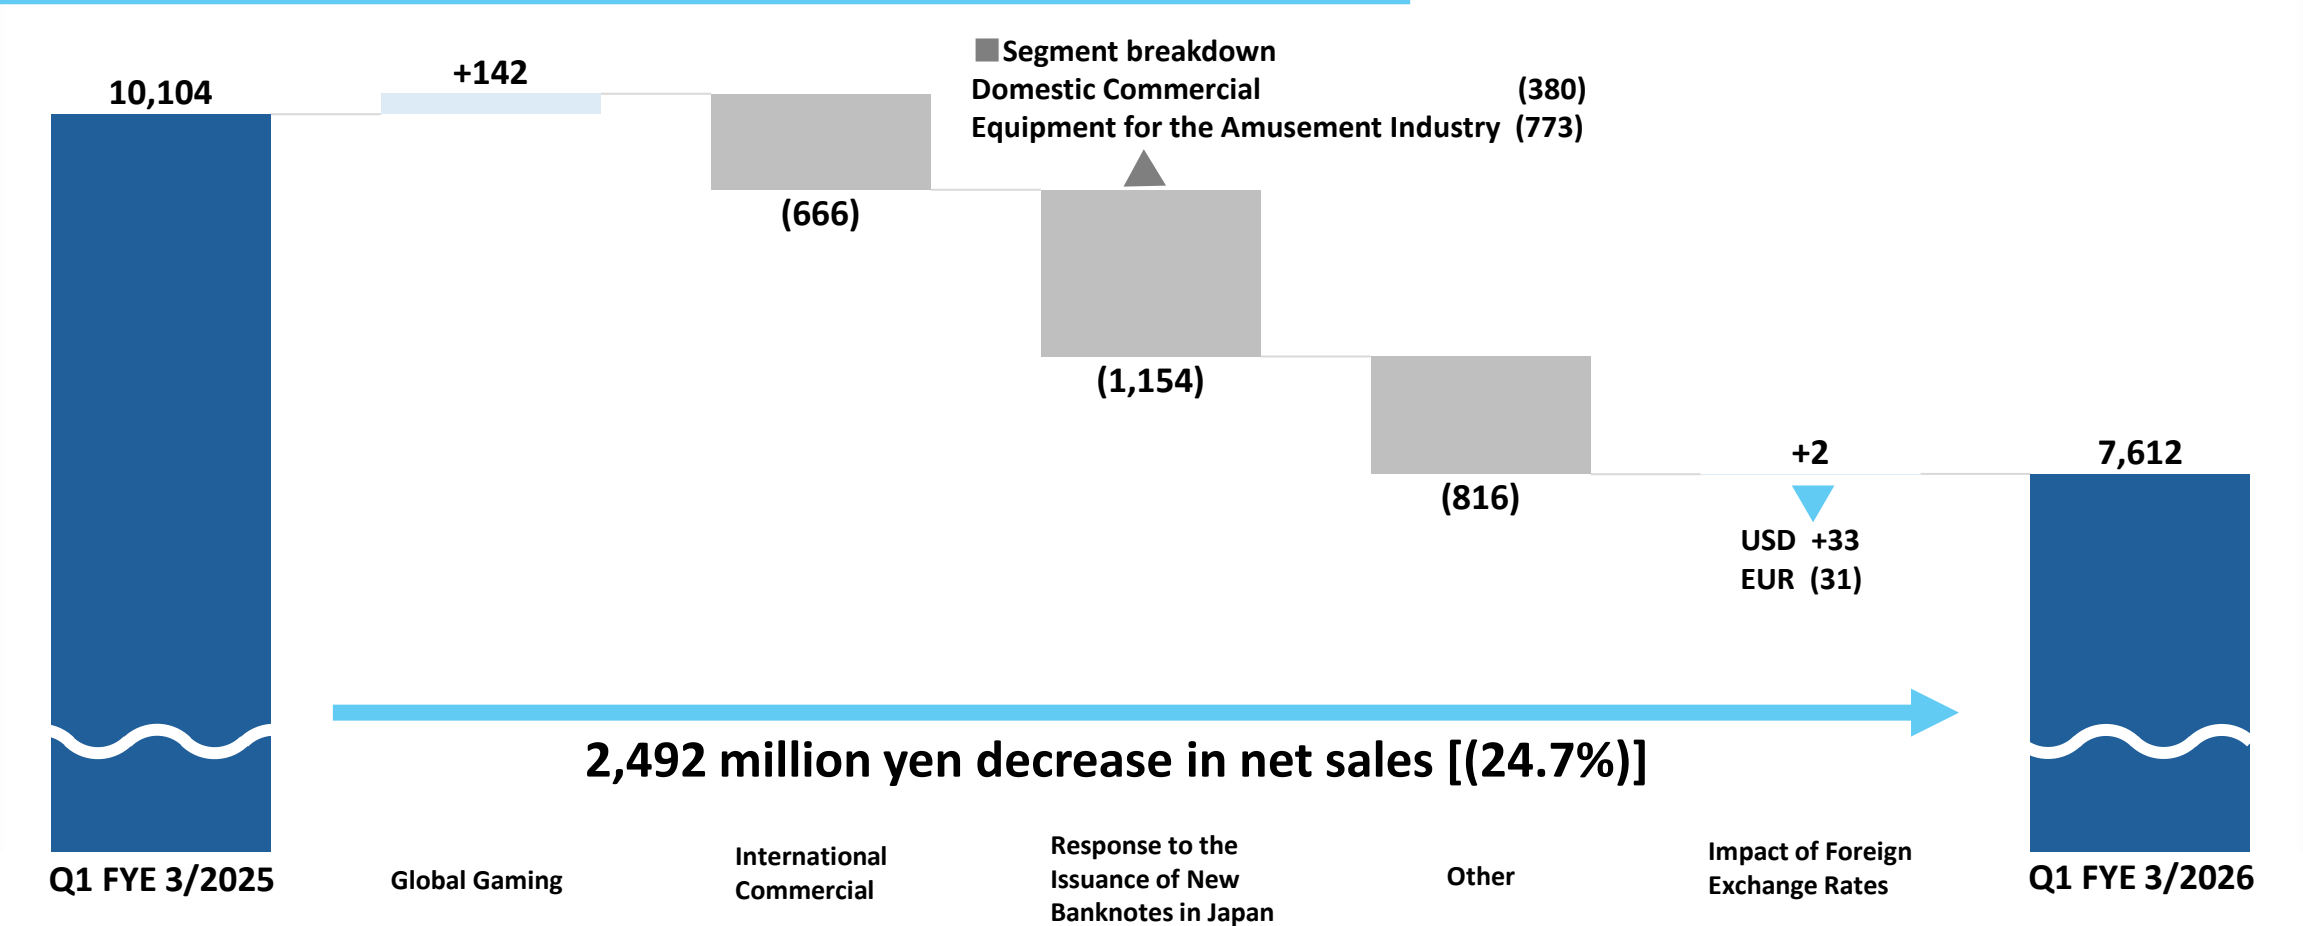 10,104
+142
■Segment breakdown
Domestic Commercial (380)
Equipment for the Amusement Industry (773)
(666)
(1,154)
(816)
+2
USD +33
EUR (31)
7,612
2,492 million yen decrease in net sales [(24.7%)]
Q1 FYE 3/2025
Global Gaming
International
Commercial
Response to the
Issuance of New
Banknotes in Japan
Other
Impact of Foreign
Exchange Rates
Q1 FYE 3/2026